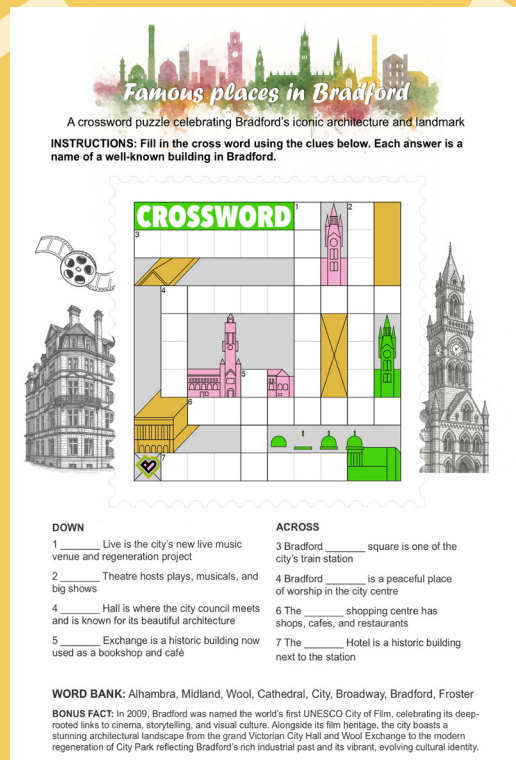 Famous places in Bradford
A crossword puzzle celebrating Bradford's iconic architecture and landmark
INSTRUCTIONS: Fill in the cross word using the clues below. Each answer is a
name of a well-known building in Bradford.
CROSSWORD 1 2
3
4
5
6
B 7
DOWN
1 _______ Live is the city's new live music
venue and regeneration project
2 _______ Theatre hosts plays, musicals, and
big shows
4 _______ Hall is where the city council meets
and is known for its beautiful architecture
5 _______ Exchange is a historic building now
used as a bookshop and café
ACROSS
3 Bradford _______ square is one of the
city's train station
4 Bradford _______ is a peaceful place
of worship in the city centre
6 The _______ shopping centre has
shops, cafes, and restaurants
7 The _______ Hotel is a historic building
next to the station
WORD BANK: Alhambra, Midland, Wool, Cathedral, City, Broadway, Bradford, Froster
BONUS FACT: In 2009, Bradford was named the world's first UNESCO City of Film, celebrating its deep-
rooted links to cinema, storytelling, and visual culture. Alongside its film heritage, the city boasts a
stunning architectural landscape from the grand Victorian City Hall and Wool Exchange to the modern
regeneration of City Park reflecting Bradford's rich industrial past and its vibrant, evolving cultural identity.